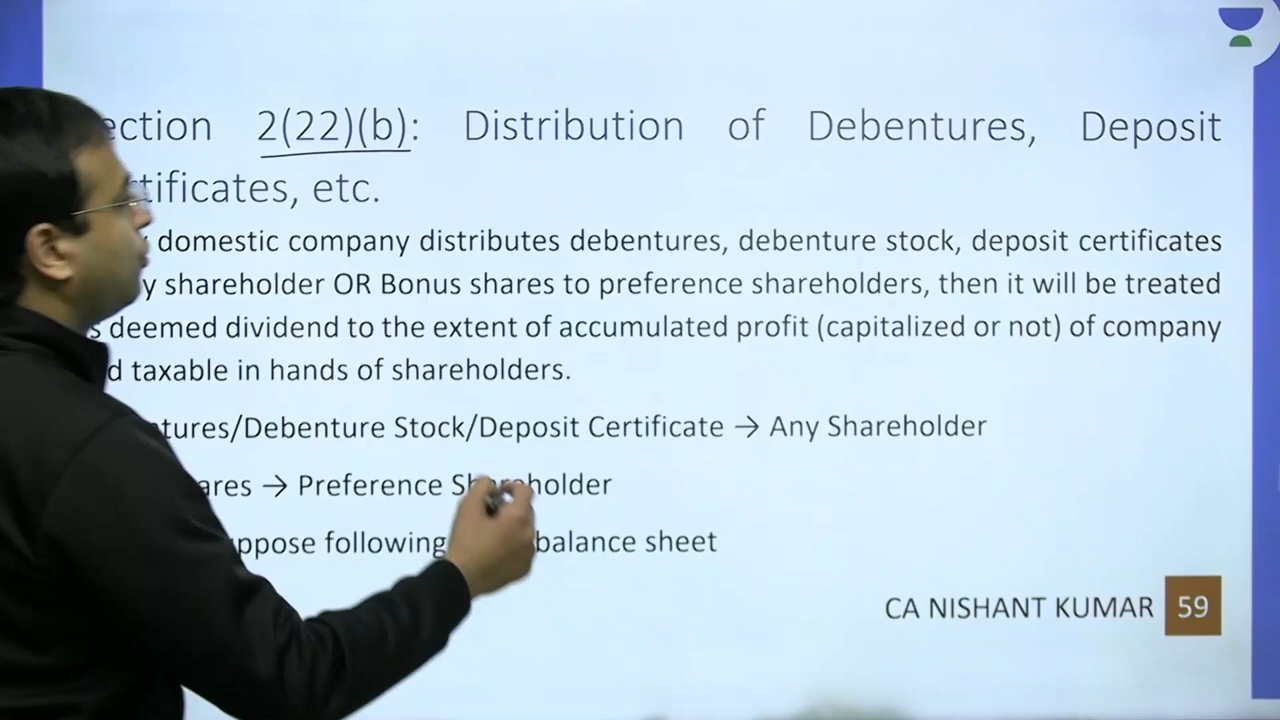 ection 2(22)(b): Distribution of Debentures, Deposit
tificates, etc.
domestic company distributes debentures, debenture stock, deposit certificates
y shareholder OR Bonus shares to preference shareholders, then it will be treated
s deemed dividend to the extent of accumulated profit (capitalized or not) of company
d taxable in hands of shareholders.
tures/Debenture Stock/Deposit Certificate → Any Shareholder
ares → Preference Shareholder
ppose following balance sheet
CA NISHANT KUMAR 59